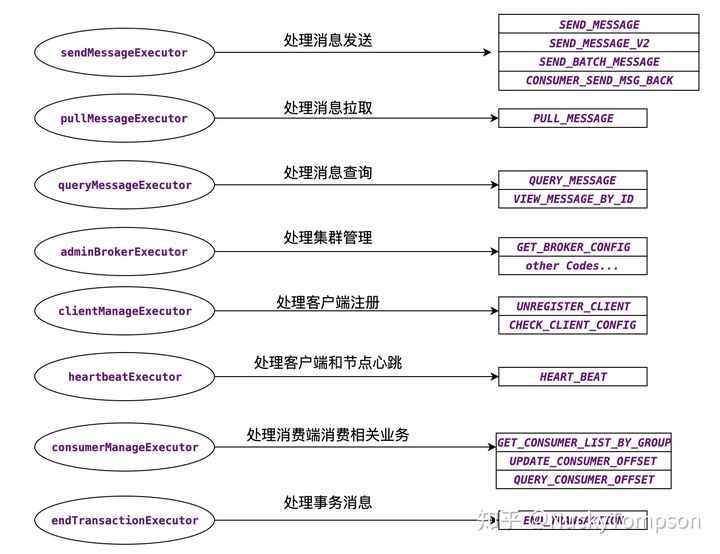 sendMessageExecutor
处理消息发送
SEND_MESSAGE
SEND_MESSAGE_V2
SEND_BATCH_MESSAGE
CONSUMER_SEND_MSG_BACK
pullMessageExecutor
处理消息拉取
PULL_MESSAGE
queryMessageExecutor
处理消息查询
QUERY_MESSAGE
VIEW_MESSAGE_BY_ID
adminBrokerExecutor
处理集群管理
GET_BROKER_CONFIG
other Codes...
clientManageExecutor
处理客户端注册
UNREGISTER_CLIENT
CHECK_CLIENT_CONFIG
heartbeatExecutor
处理客户端和节点心跳
HEART_BEAT
consumerManageExecutor
处理消费端消费相关业务
GET_CONSUMER_LIST_BY_GROUP
UPDATE_CONSUMER_OFFSET
QUERY_CONSUMER_OFFSET
endTransactionExecutor
处理事务消息
END_TRANSACTION
知乎